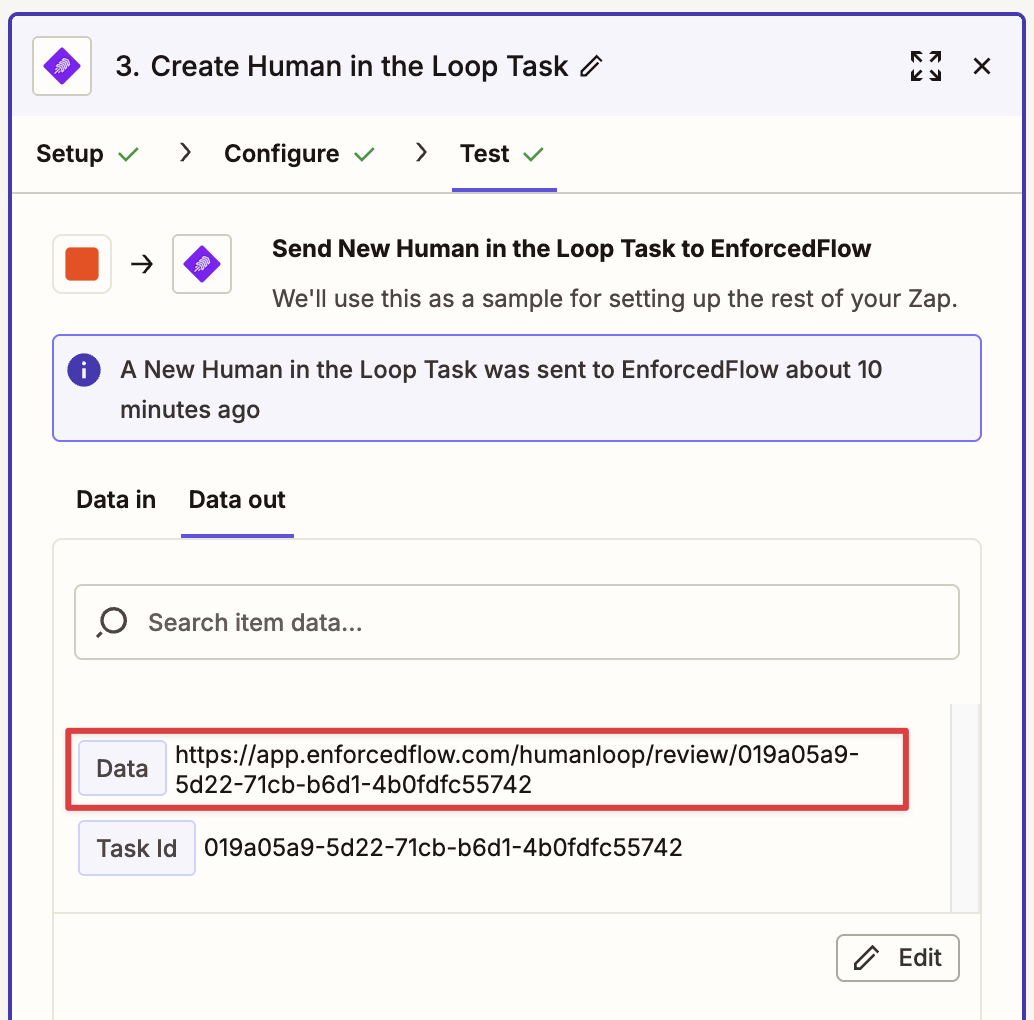 3. Create Human in the Loop Task
Setup Configure Test
Send New Human in the Loop Task to EnforcedFlow
We'll use this as a sample for setting up the rest of your Zap.
A New Human in the Loop Task was sent to EnforcedFlow about 10
minutes ago
Data in Data out
Search item data...
Data https://app.enforcedflow.com/humanloop/review/019a05a9-
5d22-71cb-b6d1-4b0fdfc55742
Task Id 019a05a9-5d22-71cb-b6d1-4b0fdfc55742
Edit